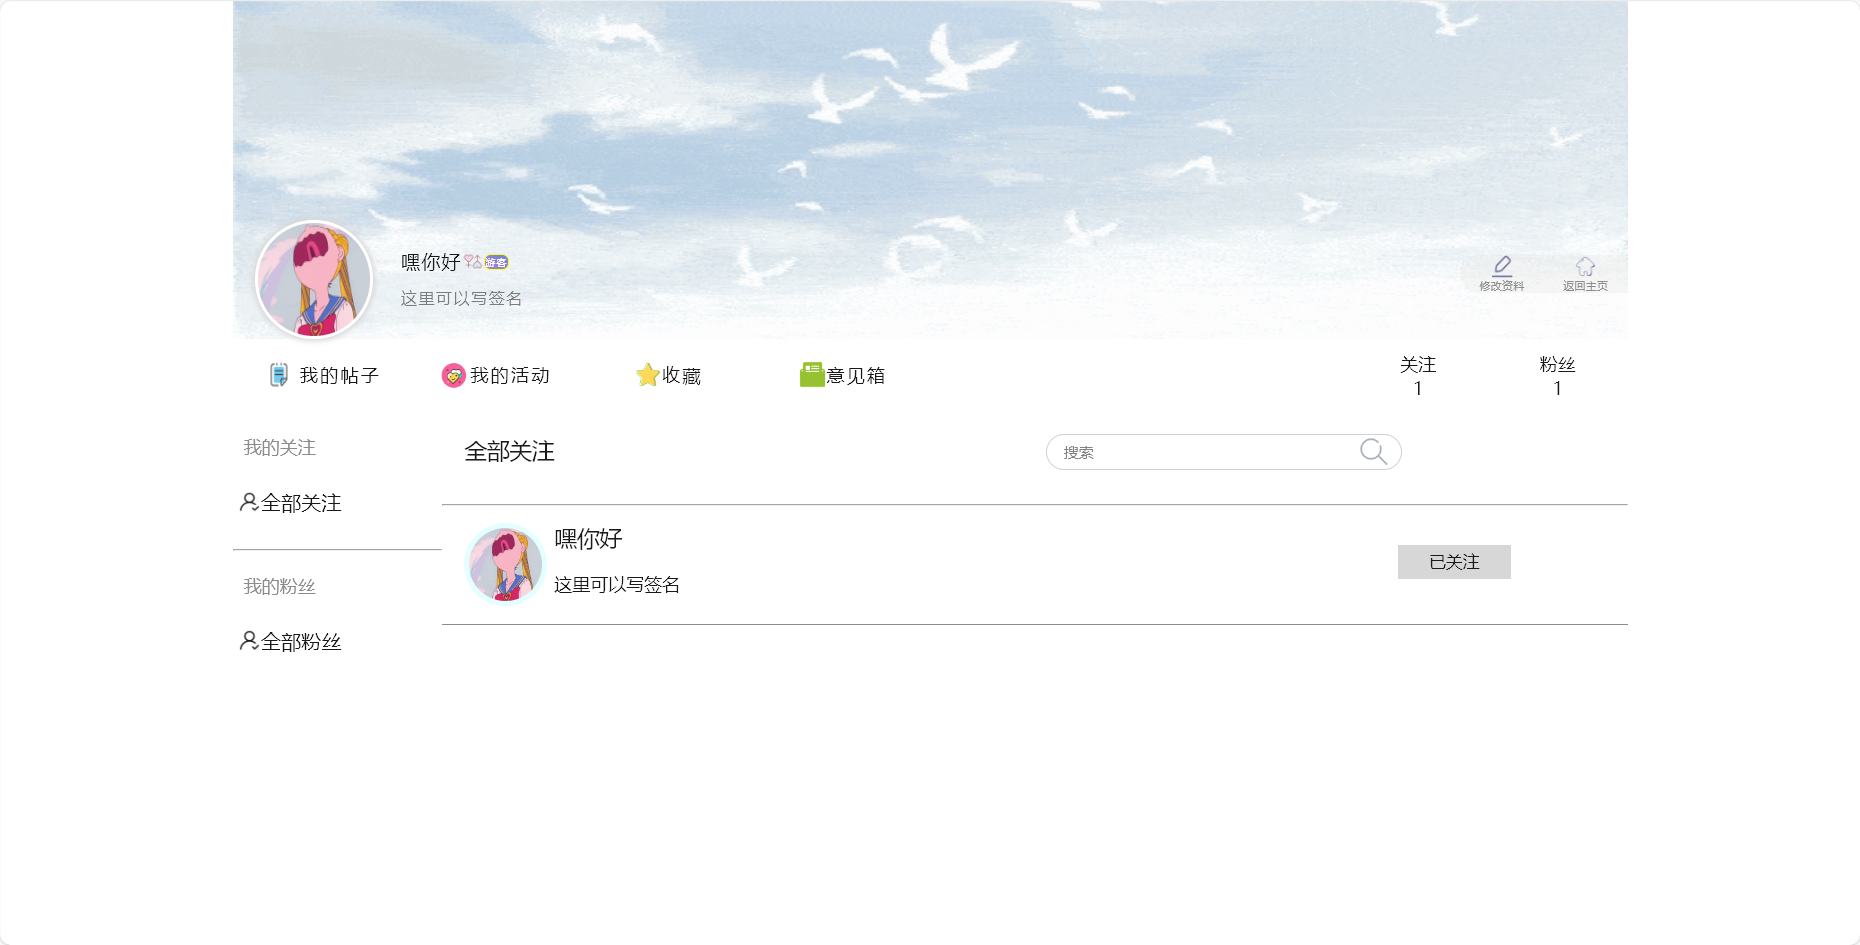 嘿你好 游客
这里可以写签名
修改资料 返回主页
我的帖子 我的活动 收藏 意见箱 关注 粉丝
1 1
我的关注
全部关注
我的粉丝
全部粉丝
全部关注 搜索
嘿你好
这里可以写签名
已关注